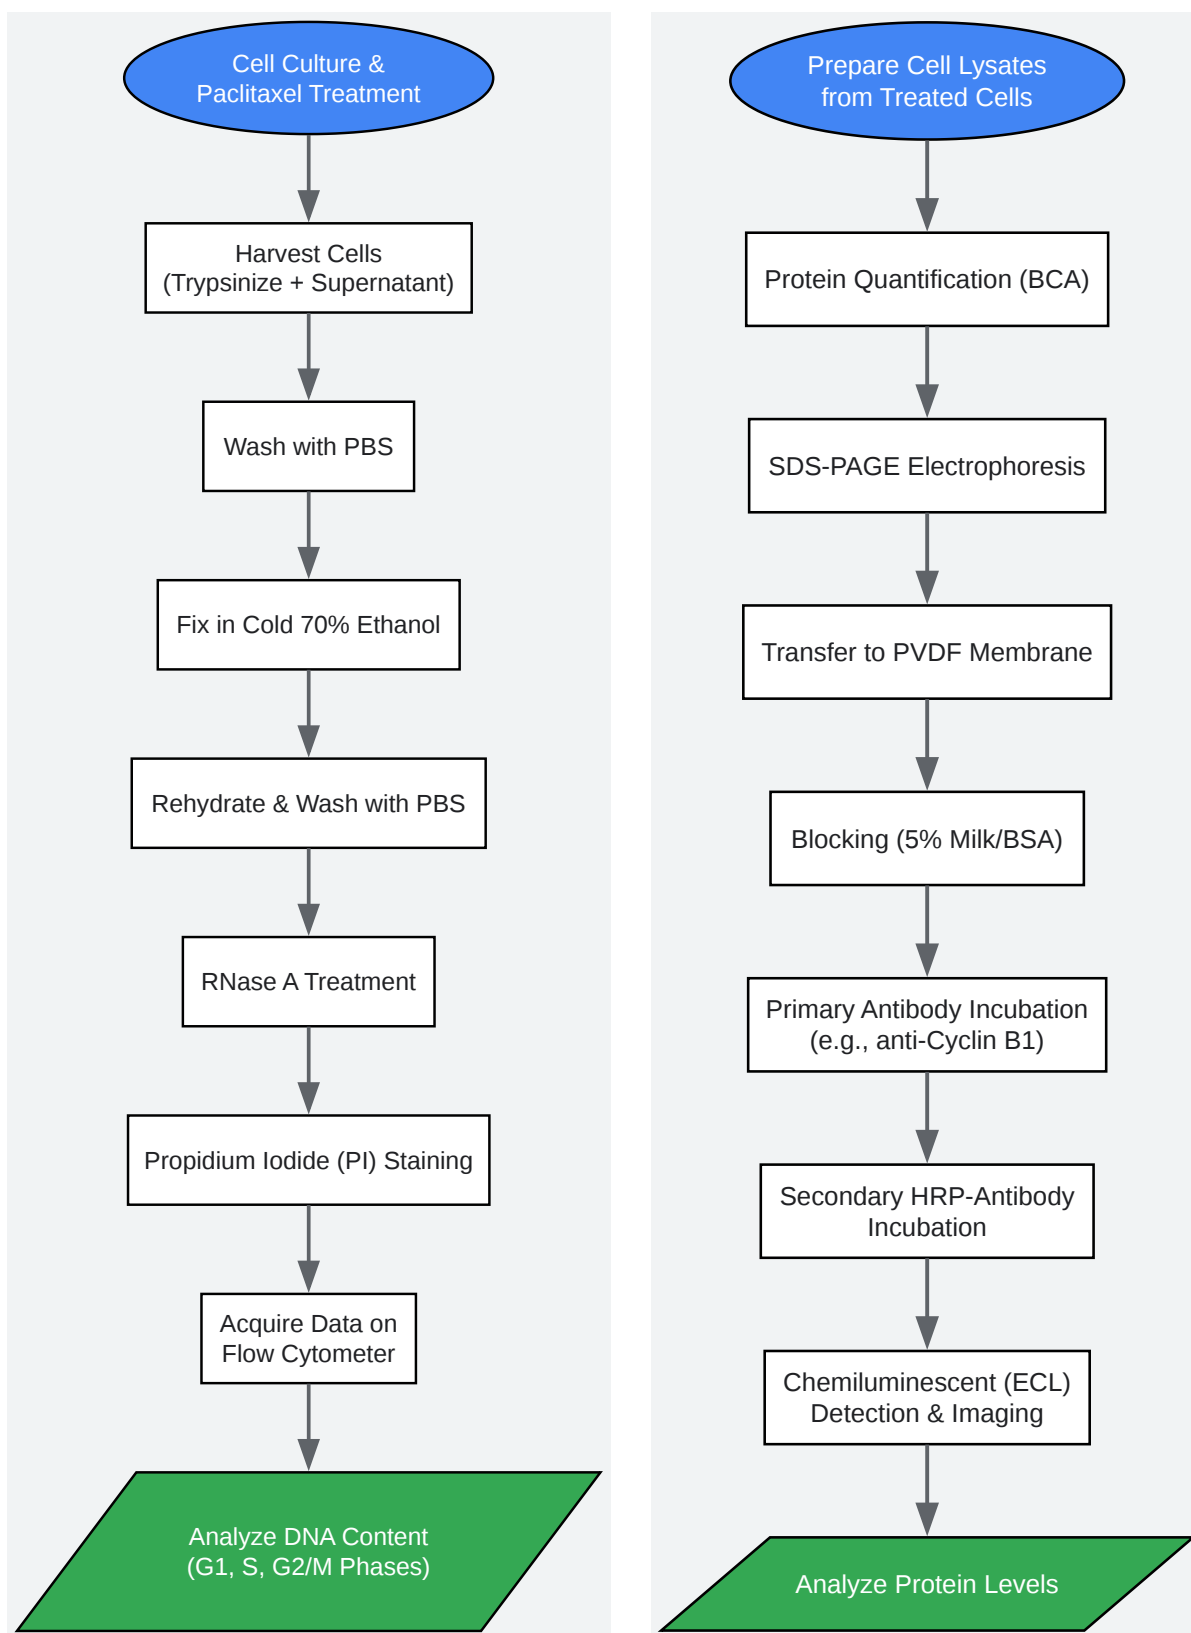 Cell Culture &
Paclitaxel Treatment
Harvest Cells
(Trypsinize + Supernatant)
Wash with PBS
Fix in Cold 70% Ethanol
Rehydrate & Wash with PBS
RNase A Treatment
Propidium Iodide (PI) Staining
Acquire Data on
Flow Cytometer
Analyze DNA Content
(G1, S, G2/M Phases)
Prepare Cell Lysates
from Treated Cells
Protein Quantification (BCA)
SDS-PAGE Electrophoresis
Transfer to PVDF Membrane
Blocking (5% Milk/BSA)
Primary Antibody Incubation
(e.g., anti-Cyclin B1)
Secondary HRP-Antibody
Incubation
Chemiluminescent (ECL)
Detection & Imaging
Analyze Protein Levels